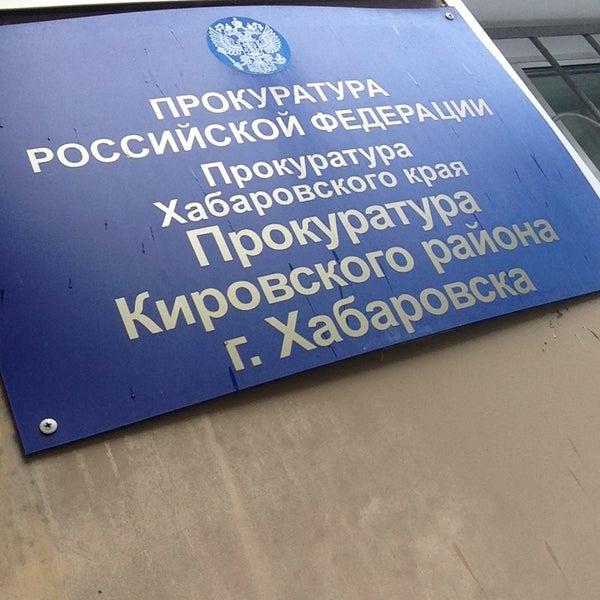 ПРОКУРАТУРА
РОССИЙСКОЙ ФЕДЕРАЦИИ
Прокуратура
Хабаровского края
Прокуратура
Кировского района
г. Хабаровска